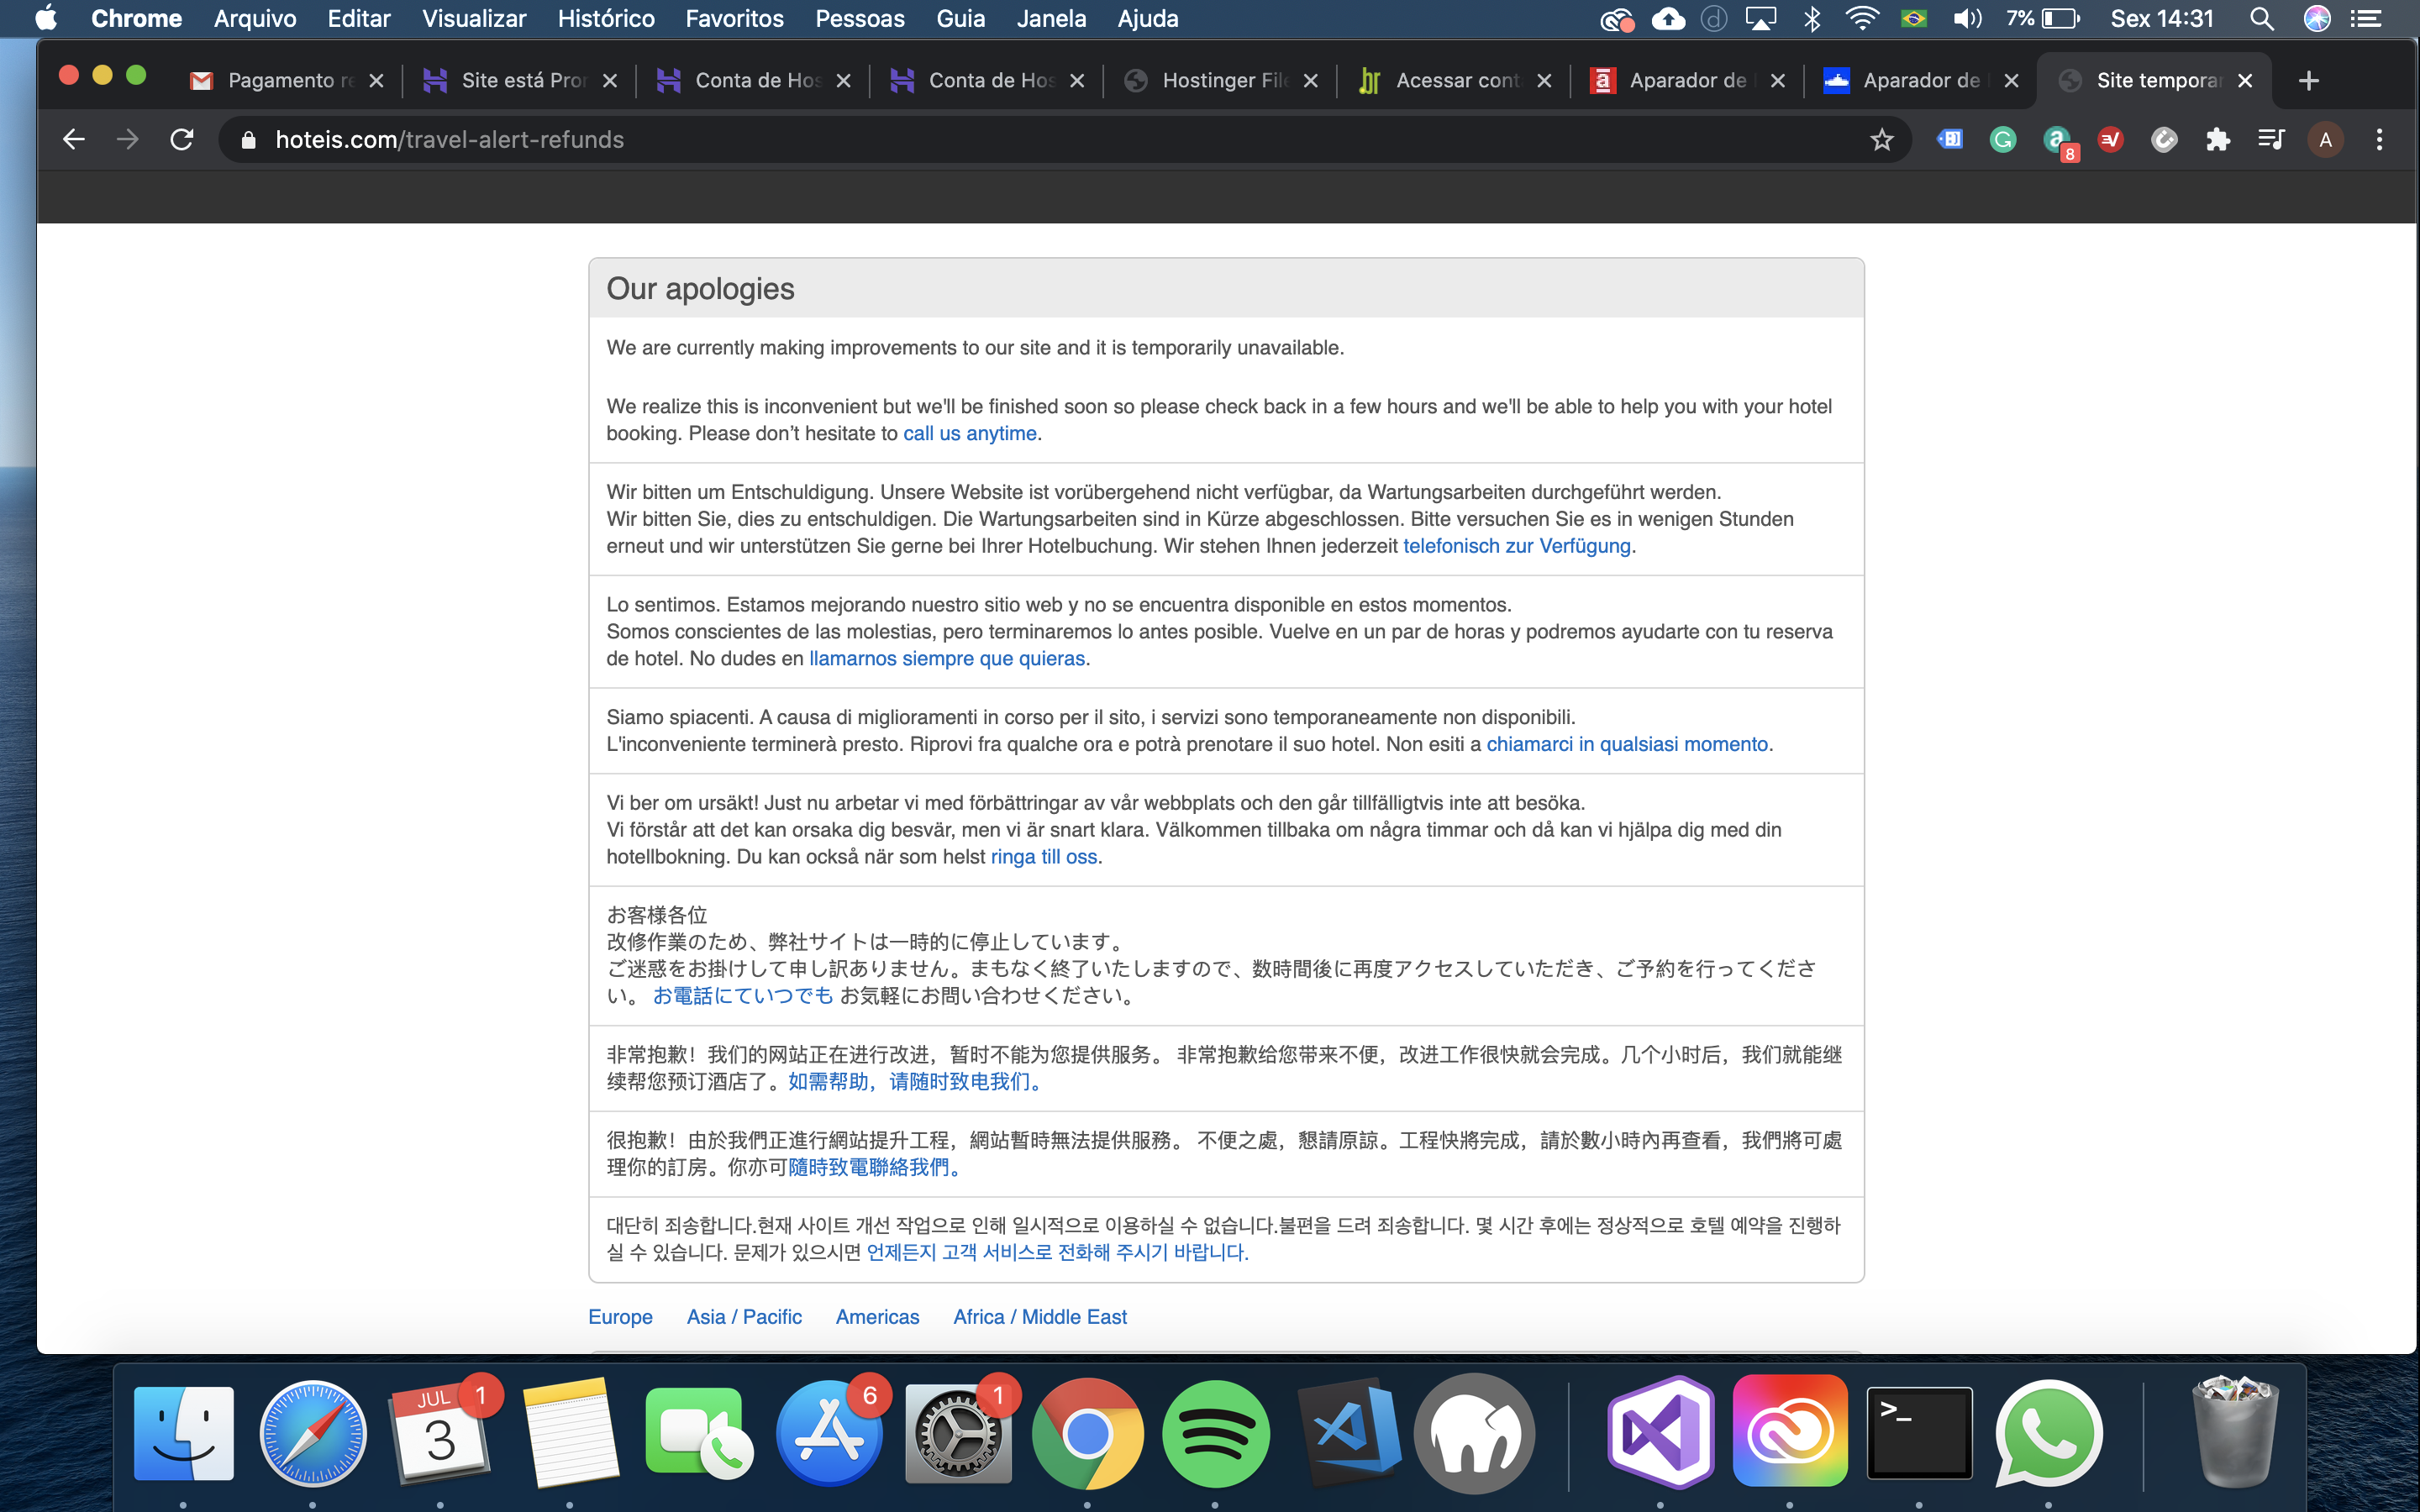 Chrome Arquivo Editar Visualizar Histórico Favoritos Pessoas Guia Janela Ajuda 7% Sex 14:31
Pagamento re Site está Pron Conta de Hos Conta de Hos Hostinger File Acessar cont Aparador de Aparador de Site temporar
hoteis.com/travel-alert-refunds 8 A
Our apologies
We are currently making improvements to our site and it is temporarily unavailable.
We realize this is inconvenient but we'll be finished soon so please check back in a few hours and we'll be able to help you with your hotel
booking. Please don’t hesitate to call us anytime.
Wir bitten um Entschuldigung. Unsere Website ist vorübergehend nicht verfügbar, da Wartungsarbeiten durchgeführt werden.
Wir bitten Sie, dies zu entschuldigen. Die Wartungsarbeiten sind in Kürze abgeschlossen. Bitte versuchen Sie es in wenigen Stunden
erneut und wir unterstützen Sie gerne bei Ihrer Hotelbuchung. Wir stehen Ihnen jederzeit telefonisch zur Verfügung.
Lo sentimos. Estamos mejorando nuestro sitio web y no se encuentra disponible en estos momentos.
Somos conscientes de las molestias, pero terminaremos lo antes posible. Vuelve en un par de horas y podremos ayudarte con tu reserva
de hotel. No dudes en llamarnos siempre que quieras.
Siamo spiacenti. A causa di miglioramenti in corso per il sito, i servizi sono temporaneamente non disponibili.
L'inconveniente terminerà presto. Riprovi fra qualche ora e potrà prenotare il suo hotel. Non esiti a chiamarci in qualsiasi momento.
Vi ber om ursäkt! Just nu arbetar vi med förbättringar av vår webbplats och den går tillfälligtvis inte att besöka.
Vi förstår att det kan orsaka dig besvär, men vi är snart klara. Välkommen tillbaka om några timmar och då kan vi hjälpa dig med din
hotellbokning. Du kan också när som helst ringa till oss.
お客様各位
改修作業のため、弊社サイトは一時的に停止しています。
ご迷惑をお掛けして申し訳ありません。まもなく終了いたしますので、数時間後に再度アクセスしていただき、ご予約を行ってくださ
い。 お電話にていつでも お気軽にお問い合わせください。
非常抱歉！我们的网站正在进行改进，暂时不能为您提供服务。 非常抱歉给您带来不便，改进工作很快就会完成。几个小时后，我们就能继
续帮您预订酒店了。如需帮助，请随时致电我们。
很抱歉！由於我們正進行網站提升工程，網站暫時無法提供服務。 不便之處，懇請原諒。工程快將完成，請於數小時內再查看，我們將可處
理你的訂房。你亦可隨時致電聯絡我們。
대단히 죄송합니다.현재 사이트 개선 작업으로 인해 일시적으로 이용하실 수 없습니다.불편을 드려 죄송합니다. 몇 시간 후에는 정상적으로 호텔 예약을 진행하
실 수 있습니다. 문제가 있으시면 언제든지 고객 서비스로 전화해 주시기 바랍니다.
Europe Asia / Pacific Americas Africa / Middle East
JUL 3 1 6 1 >_